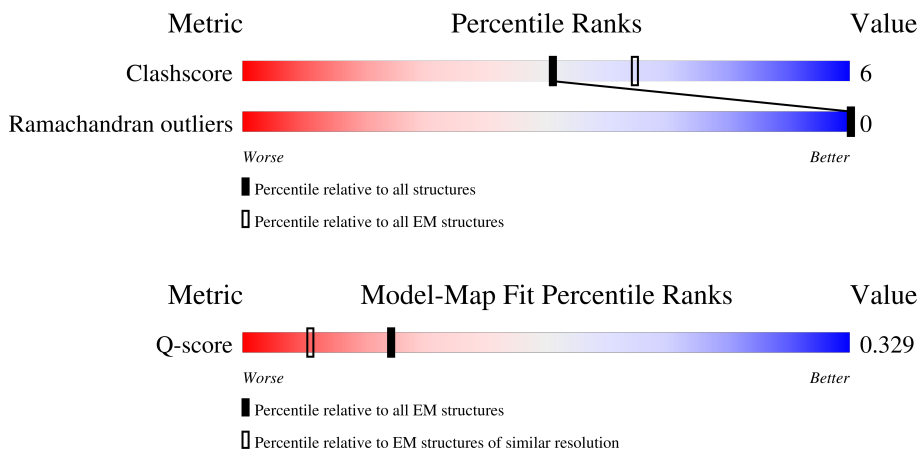 Metric Percentile Ranks Value
Clashscore 6
Ramachandran outliers 0
Worse Better
Percentile relative to all structures
Percentile relative to all EM structures
Metric Model-Map Fit Percentile Ranks Value
Q-score 0.329
Worse Better
Percentile relative to all EM structures
Percentile relative to EM structures of similar resolution